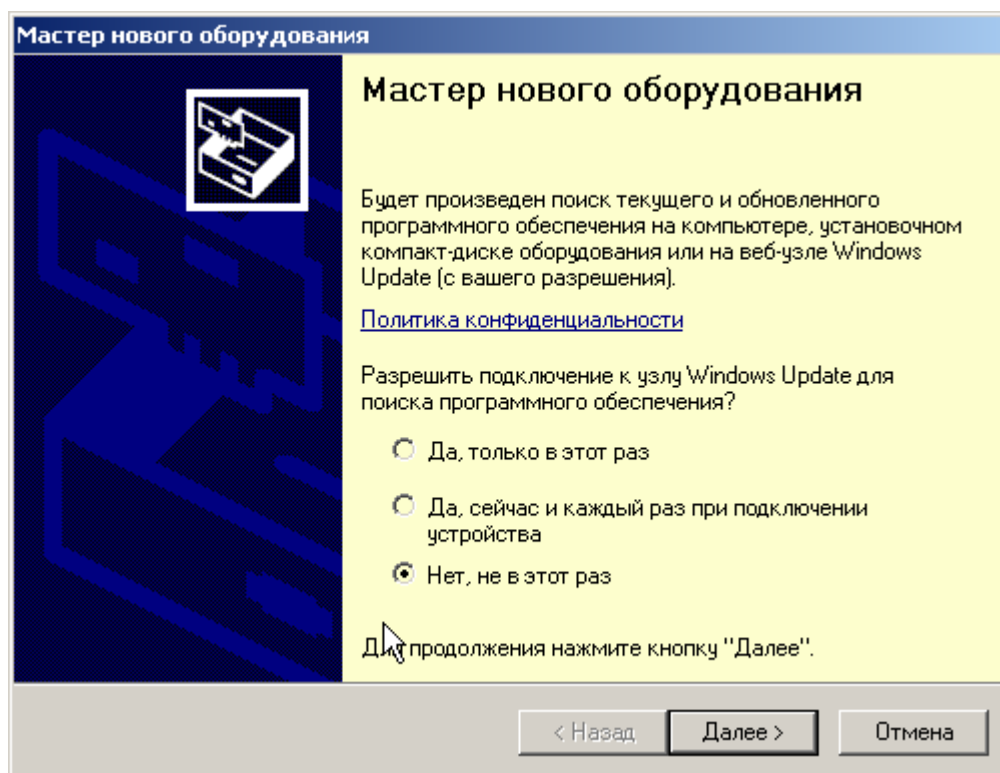 Мастер нового оборудования
Мастер нового оборудования
Будет произведен поиск текущего и обновленного
программного обеспечения на компьютере, установочном
компакт-диске оборудования или на веб-узле Windows
Update (с вашего разрешения).
Политика конфиденциальности
Разрешить подключение к узлу Windows Update для
поиска программного обеспечения?
Да, только в этот раз
Да, сейчас и каждый раз при подключении
устройства
Нет, не в этот раз
Для продолжения нажмите кнопку "Далее".
< Назад
Далее >
Отмена